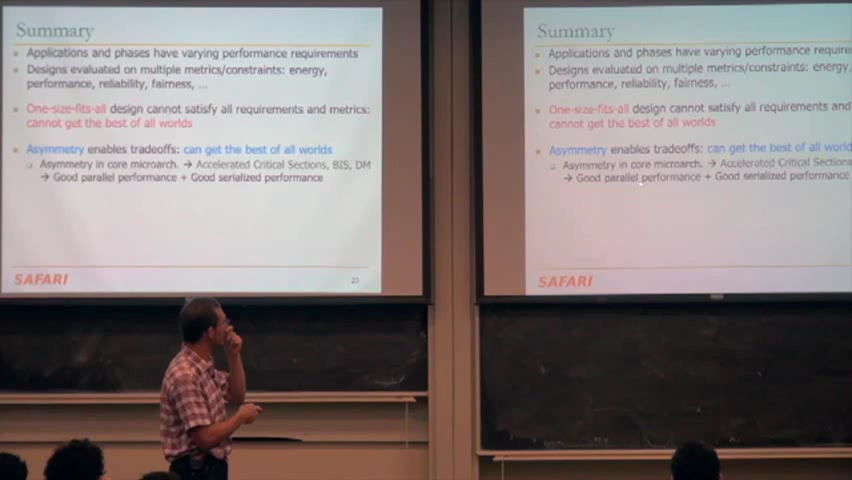 Summary
Applications and phases have varying performance requirements
Designs evaluated on multiple metrics/constraints: energy,
performance, reliability, fairness, ...
One-size-fits-all design cannot satisfy all requirements and metrics:
cannot get the best of all worlds
Asymmetry enables tradeoffs: can get the best of all worlds
Asymmetry in core microarch. → Accelerated Critical Sections, BIS, DM
→ Good parallel performance + Good serialized performance
SAFARI
23
Summary
Applications and phases have varying performance require
Designs evaluated on multiple metrics/constraints: energy,
performance, reliability, fairness, ...
One-size-fits-all design cannot satisfy all requirements and
cannot get the best of all worlds
Asymmetry enables tradeoffs: can get the best of all world
Asymmetry in core microarch. → Accelerated Critical Sections
→ Good parallel performance + Good serialized performance
SAFARI